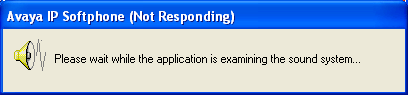 Avaya IP Softphone (Not Responding)
Please wait while the application is examining the sound system...